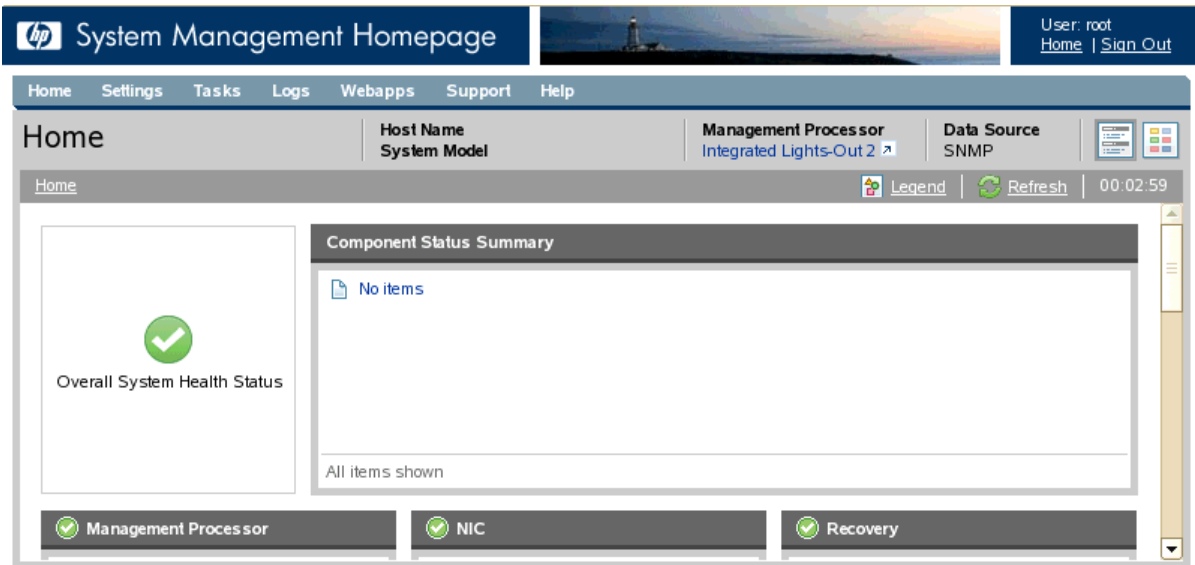 hp System Management Homepage
User: root
Home | Sign Out
Home Settings Tasks Logs Webapps Support Help
Home
Host Name
System Model
Management Processor
Integrated Lights-Out 2
Data Source
SNMP
Home
Legend | Refresh | 00:02:59
Overall System Health Status
Component Status Summary
No items
All items shown
Management Processor
NIC
Recovery